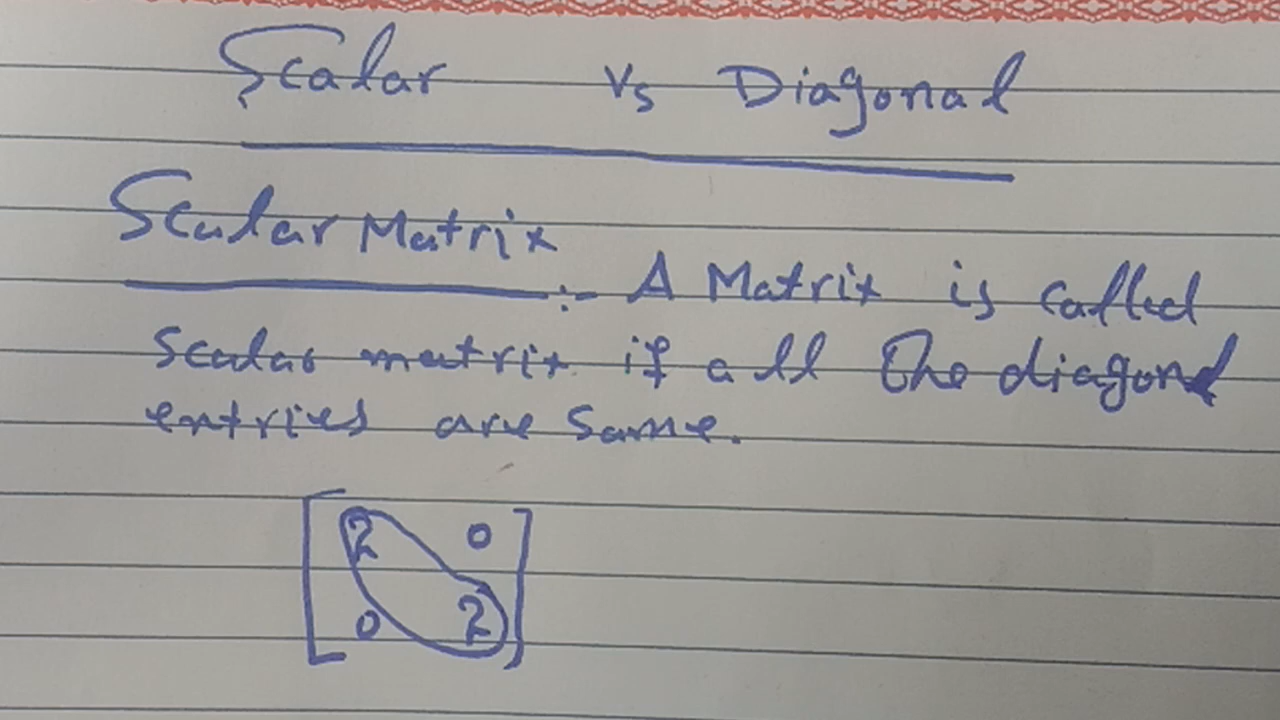 Scalar Vs Diagonal
Scalar Matrix :- A Matrix is called
scalar matrix if all the diagonal
entries are same.
2 0
0 2